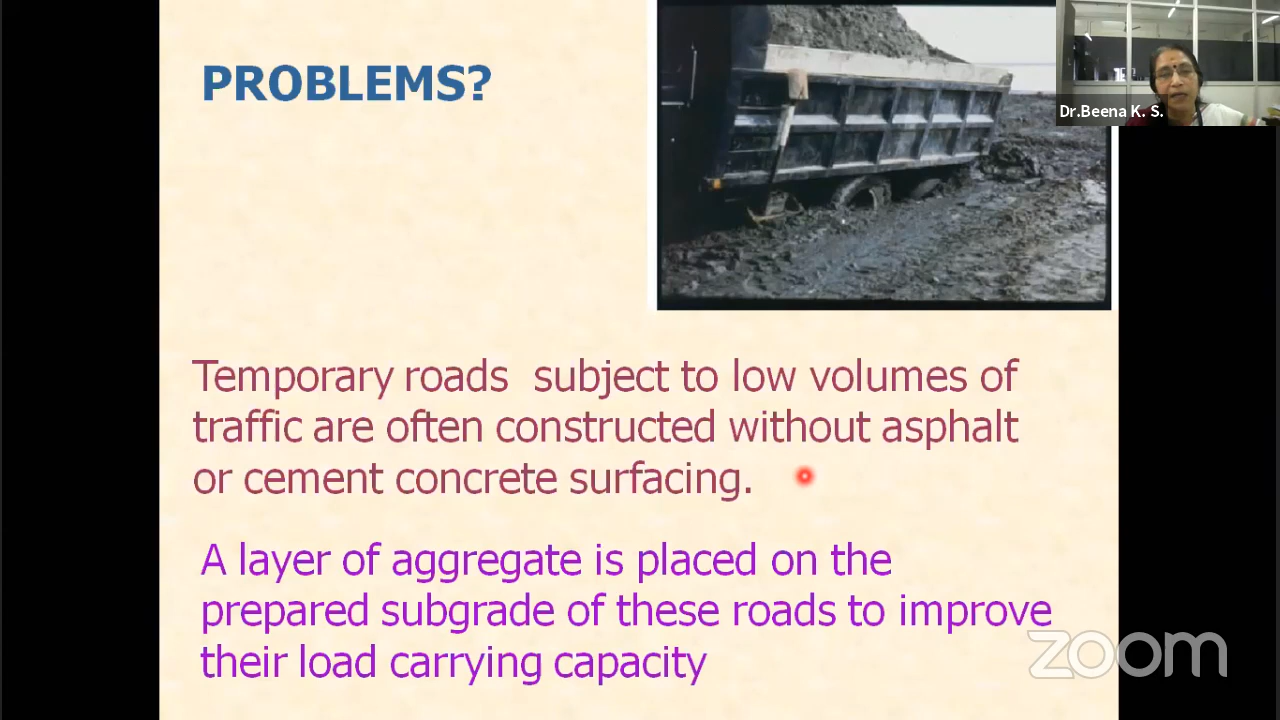 PROBLEMS?
Dr.Beena K. S.
Temporary roads  subject to low volumes of
traffic are often constructed without asphalt
or cement concrete surfacing.
A layer of aggregate is placed on the
prepared subgrade of these roads to improve
their load carrying capacity
zoom